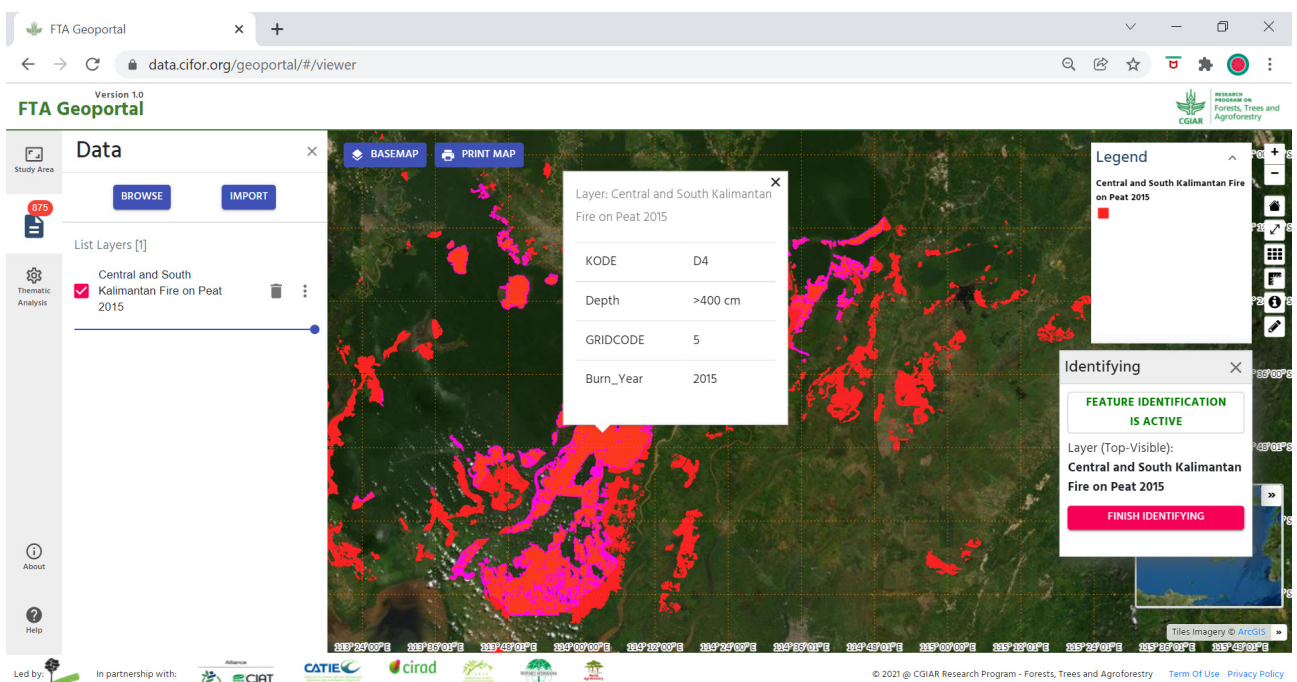 FTA Geoportal
data.cifor.org/geoportal/#/viewer
Version 1.0
FTA Geoportal
CGIAR
RESEARCH
PROGRAM ON
Forests, Trees and
Agroforestry
Study Area
875
Thematic
Analysis
About
Help
Data
BROWSE
IMPORT
List Layers [1]
Central and South
Kalimantan Fire on Peat
2015
BASEMAP
PRINT MAP
Layer: Central and South Kalimantan
Fire on Peat 2015
KODE D4
Depth >400 cm
GRIDCODE 5
Burn_Year 2015
Legend
Central and South Kalimantan Fire
on Peat 2015
Identifying
FEATURE IDENTIFICATION
IS ACTIVE
Layer (Top-Visible):
Central and South Kalimantan
Fire on Peat 2015
FINISH IDENTIFYING
Tiles Imagery © ArcGIS
Led by:
In partnership with:
Alliance
CIAT
CATIE
cirad
© 2021 @ CGIAR Research Program - Forests, Trees and Agroforestry
Term Of Use
Privacy Policy